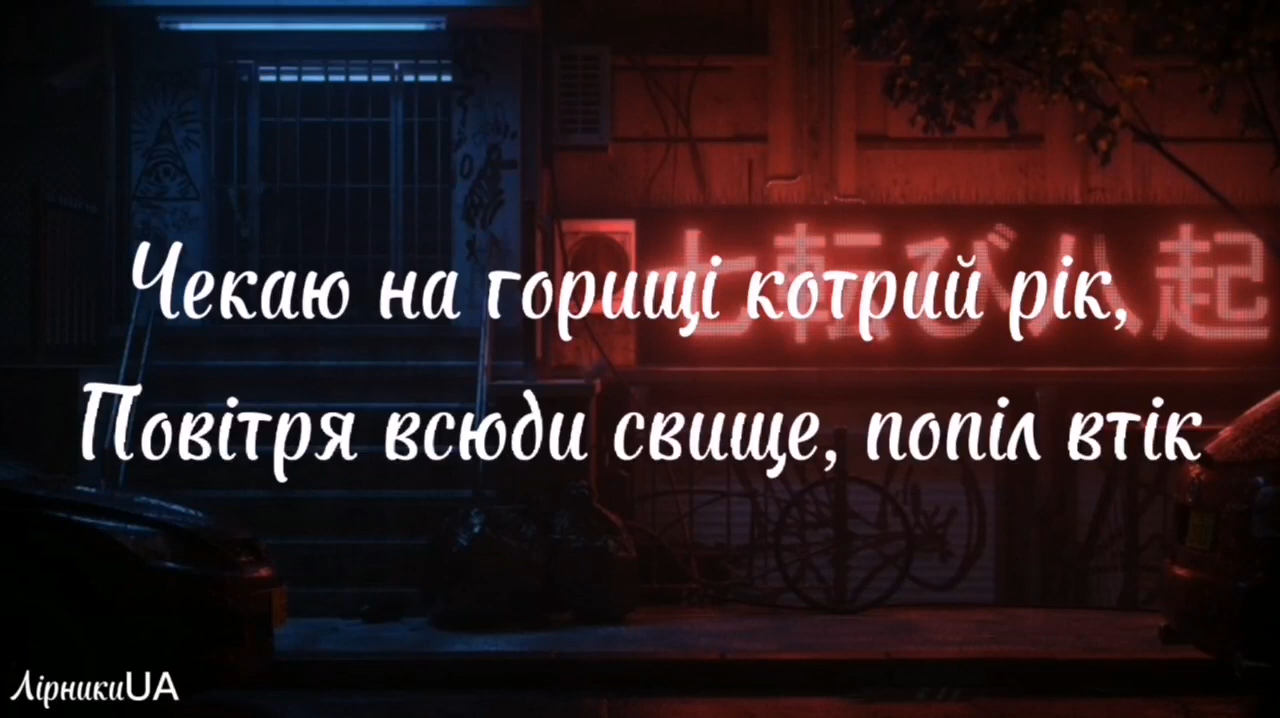 七転び八起
Чекаю на горищі котрий рік,
Повітря всюди свище, попіл втік
ЛірникиUA